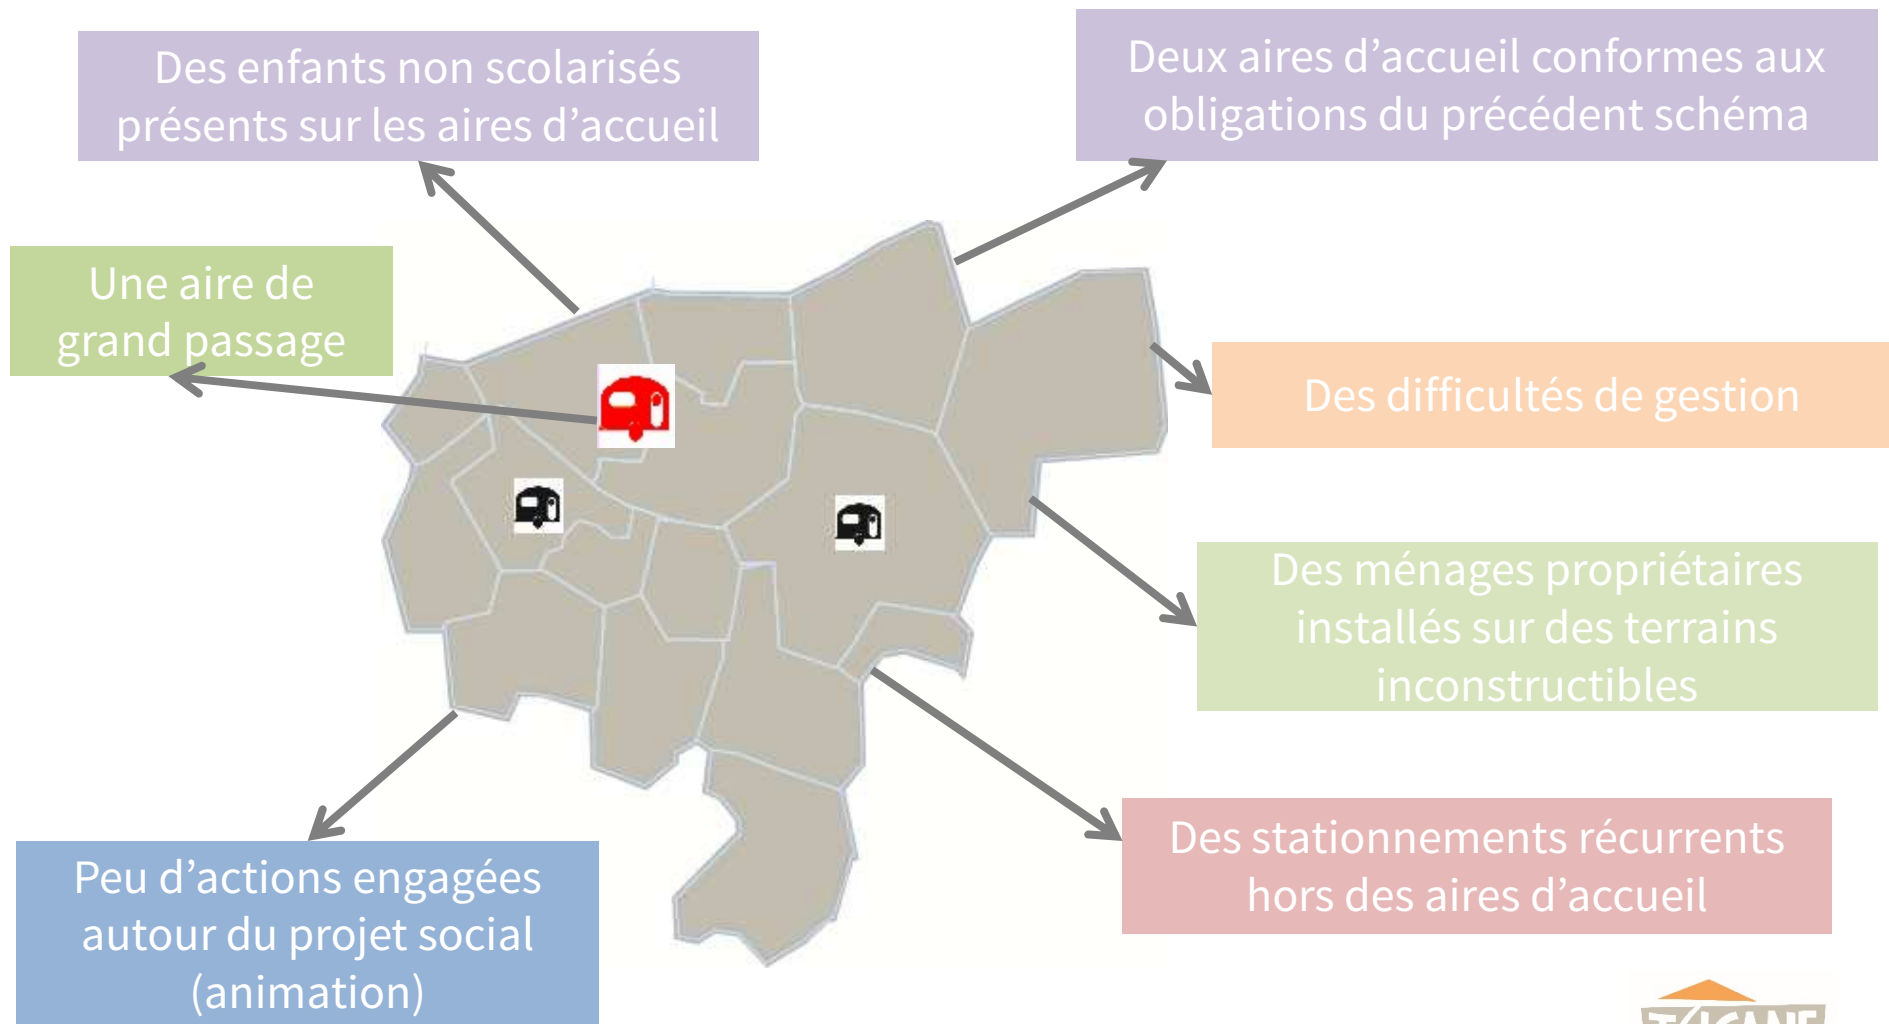 Des enfants non scolarisés
présents sur les aires d’accueil
Deux aires d’accueil conformes aux
obligations du précédent schéma
Une aire de
grand passage
Des difficultés de gestion
Des ménages propriétaires
installés sur des terrains
inconstructibles
Des stationnements récurrents
hors des aires d’accueil
Peu d’actions engagées
autour du projet social
(animation)